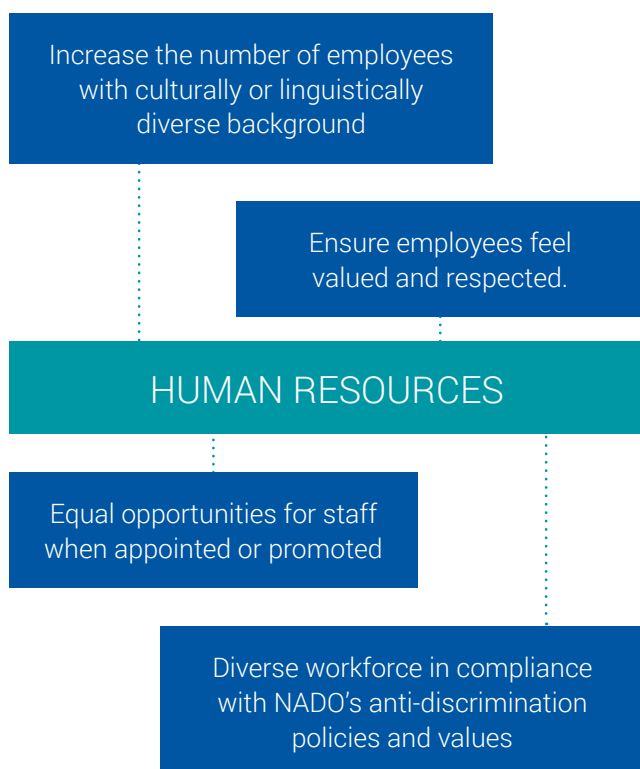 Increase the number of employees
with culturally or linguistically
diverse background
Ensure employees feel
valued and respected.
HUMAN RESOURCES
Equal opportunities for staff
when appointed or promoted
Diverse workforce in compliance
with NADO's anti-discrimination
policies and values